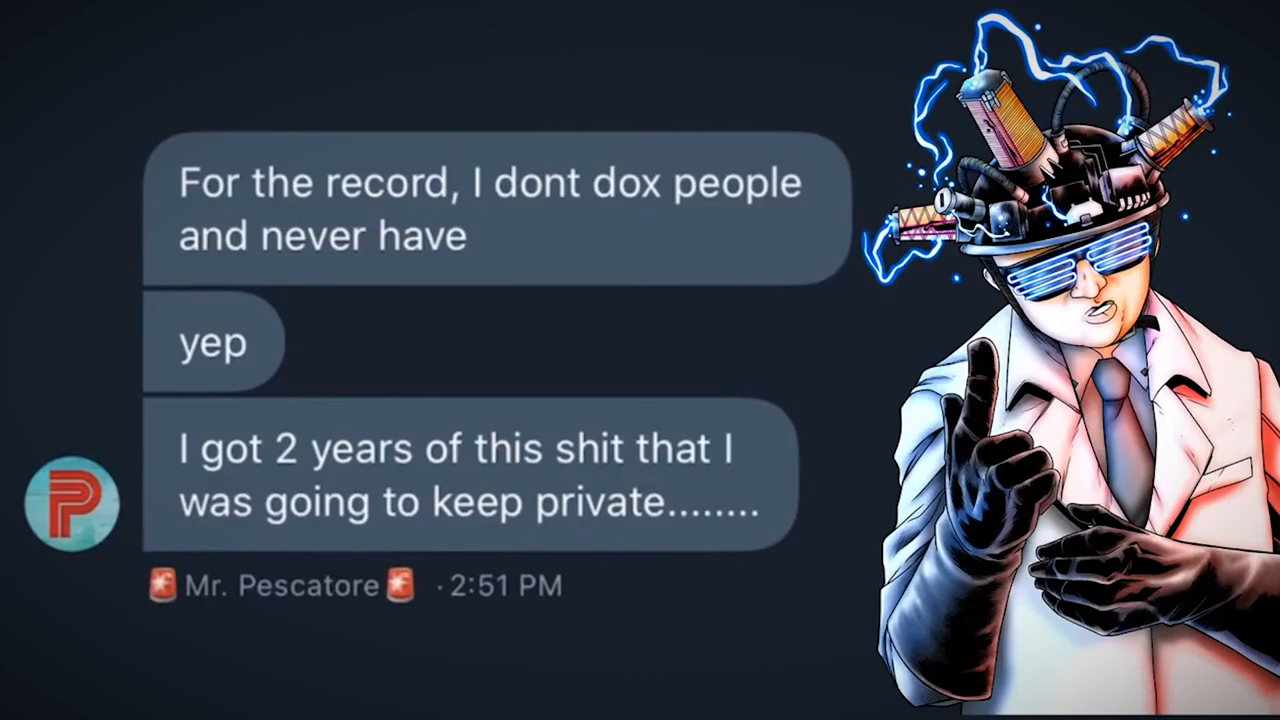 For the record, I dont dox people
and never have
yep
I got 2 years of this shit that I
was going to keep private........
P
🚨 Mr. Pescatore 🚨 · 2:51 PM